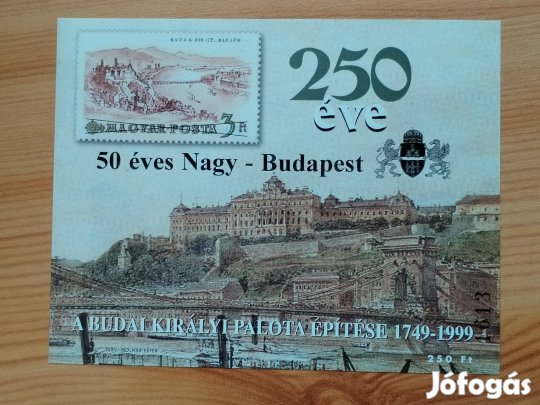 BUDA A XIX. SZ. ELEJÉN
MAGYAR POSTA 3 Ft
250
éve
50 éves Nagy - Budapest
A BUDAI KIRÁLYI PALOTA ÉPÍTÉSE 1749-1999
250 Ft
Jófogás